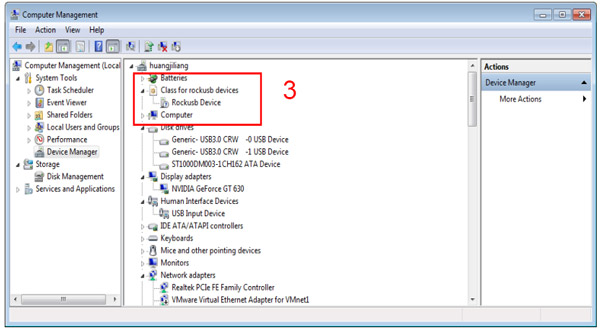 Computer Management
File Action View Help
Computer Management (Local
System Tools
Task Scheduler
Event Viewer
Shared Folders
Local Users and Groups
Performance
Device Manager
Storage
Disk Management
Services and Applications
huangjiliang
Batteries
Class for rockusb devices
Rockusb Device
Computer
Disk drives
Generic- USB3.0 CRW -0 USB Device
Generic- USB3.0 CRW -1 USB Device
ST1000DM003-1CH162 ATA Device
Display adapters
NVIDIA GeForce GT 630
Human Interface Devices
USB Input Device
IDE ATA/ATAPI controllers
Keyboards
Mice and other pointing devices
Monitors
Network adapters
Realtek PCIe FE Family Controller
VMware Virtual Ethernet Adapter for VMnet1
3
Actions
Device Manager
More Actions